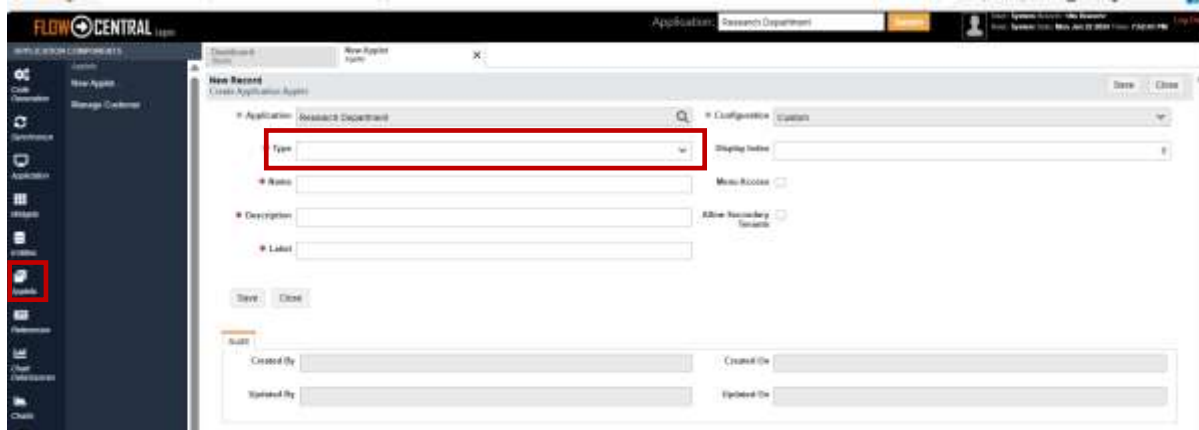 FLOWCENTRAL
Application: Research Department
APPLICATION COMPONENTS
Code Generation
Synchronize
Application
Widgets
Entities
Applets
References
Chart Datasources
Charts
Applets
New Applet
Manage Customer
Dashboard
New Applet
Applet
New Record
Create Application Applet
Save Close
* Application Research Department
* Configuration Custom
* Type
Display Index
* Name
Menu Access
* Description
Allow Secondary Tenants
* Label
Save Close
Audit
Created By
Created On
Updated By
Updated On